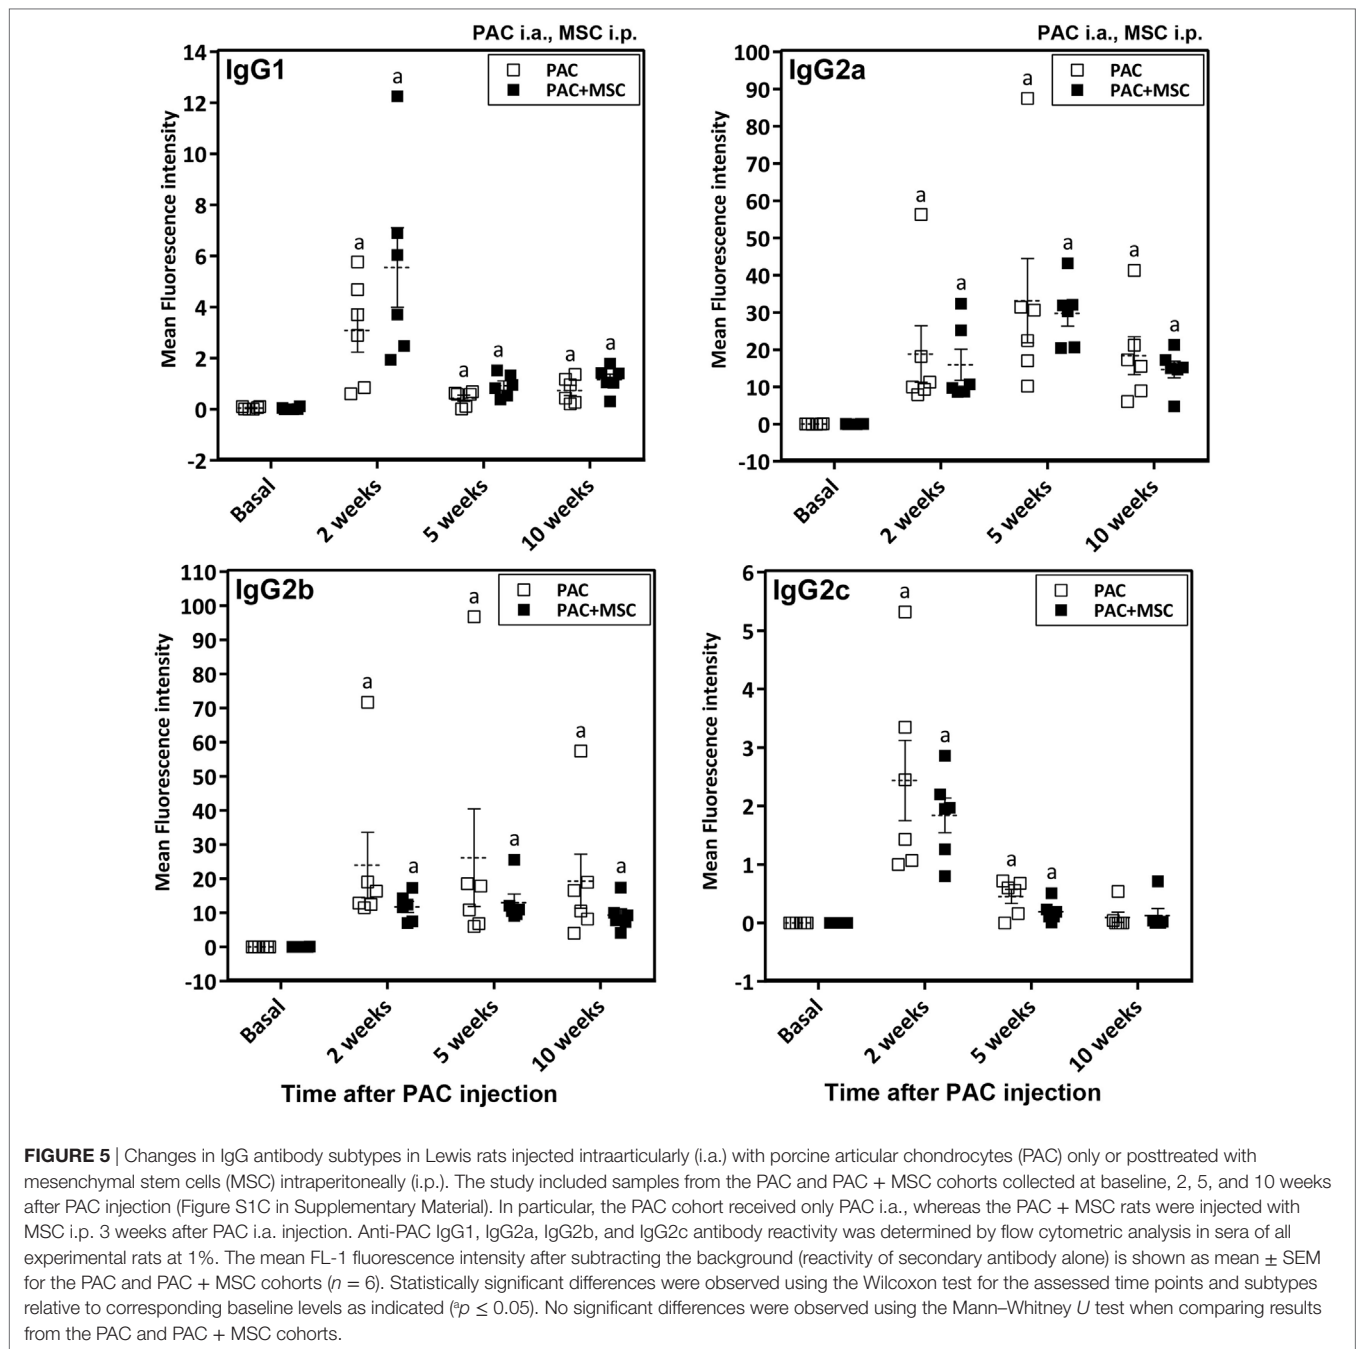 PAC i.a., MSC i.p.
IgG1
PAC
PAC+MSC
Mean Fluorescence intensity
14
12
10
8
6
4
2
0
-2
a
a
a
a
a
a
Basal
2 weeks
5 weeks
10 weeks
PAC i.a., MSC i.p.
IgG2a
PAC
PAC+MSC
Mean Fluorescence intensity
100
90
80
70
60
50
40
30
20
10
0
-10
a
a
a
a
a
a
Basal
2 weeks
5 weeks
10 weeks
IgG2b
PAC
PAC+MSC
Mean Fluorescence intensity
110
100
90
80
70
60
50
40
30
20
10
0
-10
a
a
a
a
a
a
Basal
2 weeks
5 weeks
10 weeks
Time after PAC injection
IgG2c
PAC
PAC+MSC
Mean Fluorescence intensity
6
5
4
3
2
1
0
-1
a
a
a
a
Basal
2 weeks
5 weeks
10 weeks
Time after PAC injection
FIGURE 5 | Changes in IgG antibody subtypes in Lewis rats injected intraarticularly (i.a.) with porcine articular chondrocytes (PAC) only or posttreated with
mesenchymal stem cells (MSC) intraperitoneally (i.p.). The study included samples from the PAC and PAC + MSC cohorts collected at baseline, 2, 5, and 10 weeks
after PAC injection (Figure S1C in Supplementary Material). In particular, the PAC cohort received only PAC i.a., whereas the PAC + MSC rats were injected with
MSC i.p. 3 weeks after PAC i.a. injection. Anti-PAC IgG1, IgG2a, IgG2b, and IgG2c antibody reactivity was determined by flow cytometric analysis in sera of all
experimental rats at 1%. The mean FL-1 fluorescence intensity after subtracting the background (reactivity of secondary antibody alone) is shown as mean ± SEM
for the PAC and PAC + MSC cohorts (n = 6). Statistically significant differences were observed using the Wilcoxon test for the assessed time points and subtypes
relative to corresponding baseline levels as indicated (ᵃp ≤ 0.05). No significant differences were observed using the Mann–Whitney U test when comparing results
from the PAC and PAC + MSC cohorts.